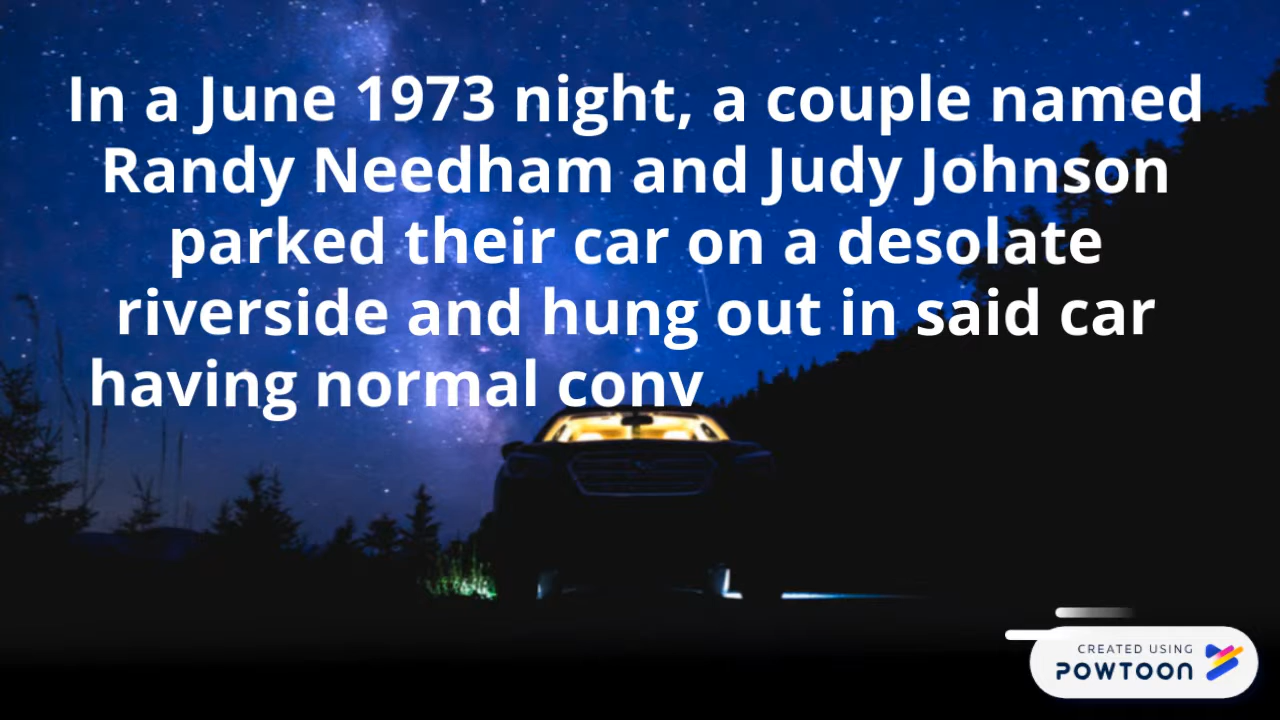 In a June 1973 night, a couple named
Randy Needham and Judy Johnson
parked their car on a desolate
riverside and hung out in said car
having normal conv
CREATED USING
POWTOON